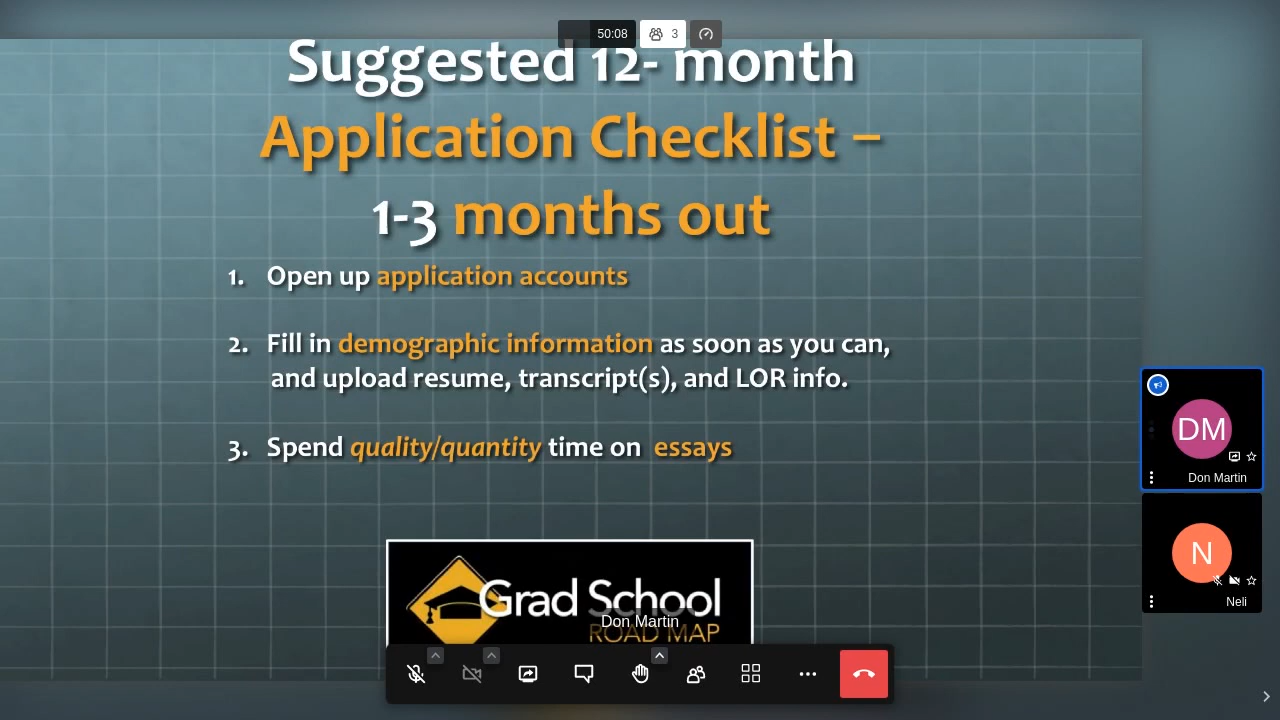 50:08
3
Suggested 12- month
Application Checklist –
1-3 months out
1. Open up application accounts
2. Fill in demographic information as soon as you can,
and upload resume, transcript(s), and LOR info.
3. Spend quality/quantity time on essays
DM
Don Martin
N
Neli
Grad School
Don Martin
ROAD MAP